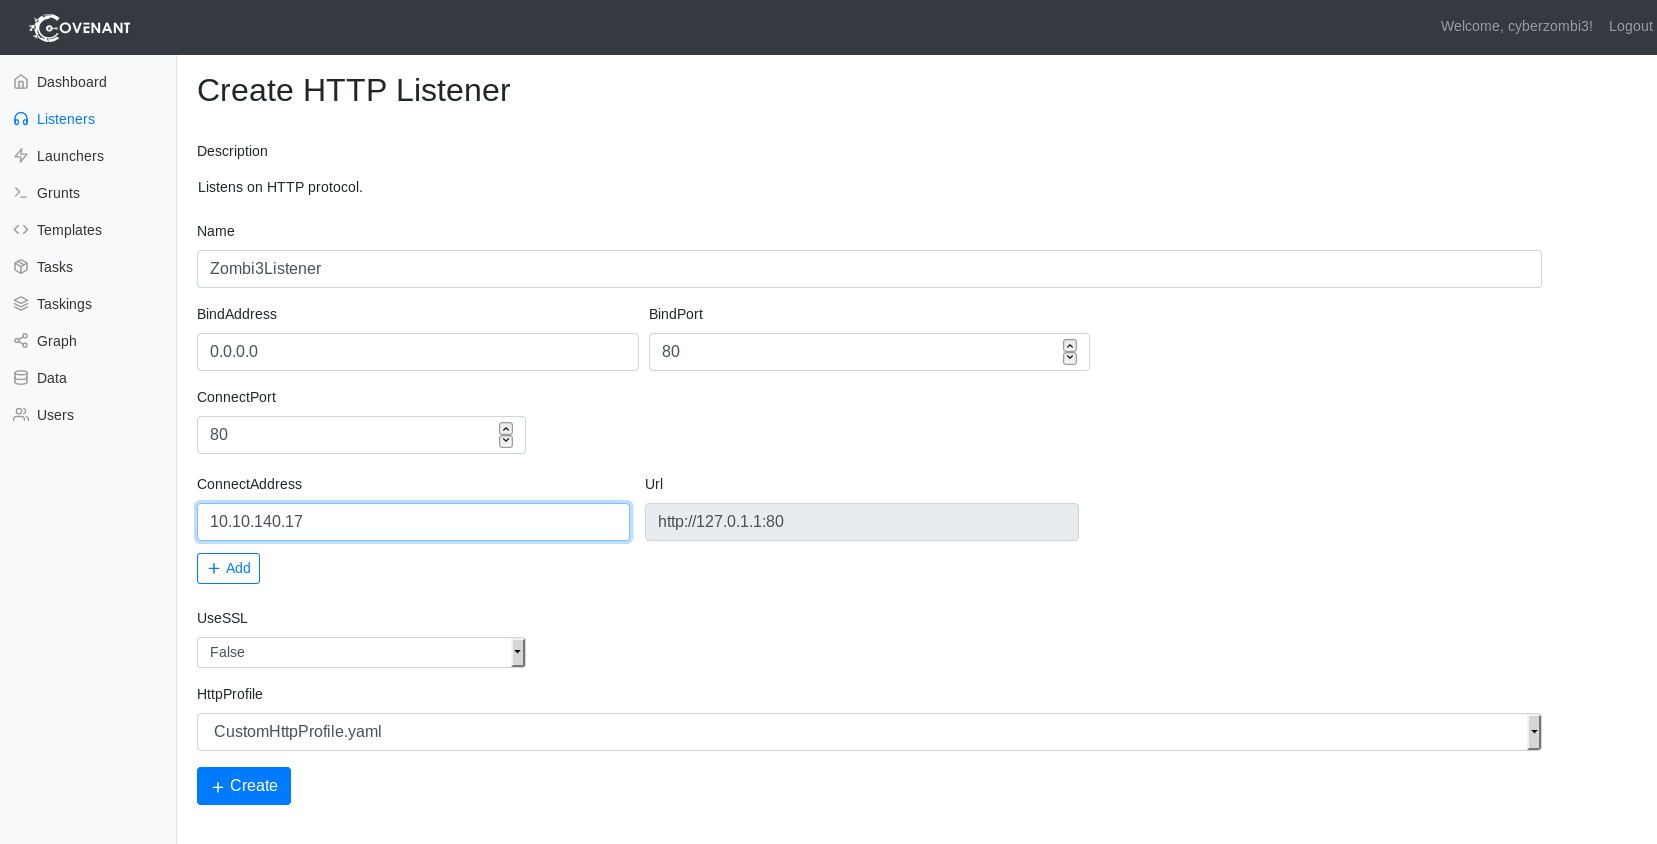 COVENANT
Welcome, cyberzombi3! Logout
Dashboard
Listeners
Launchers
Grunts
Templates
Tasks
Taskings
Graph
Data
Users
Create HTTP Listener
Description
Listens on HTTP protocol.
Name
Zombi3Listener
BindAddress BindPort
0.0.0.0 80
ConnectPort
80
ConnectAddress Url
10.10.140.17 http://127.0.1.1:80
+ Add
UseSSL
False
HttpProfile
CustomHttpProfile.yaml
+ Create